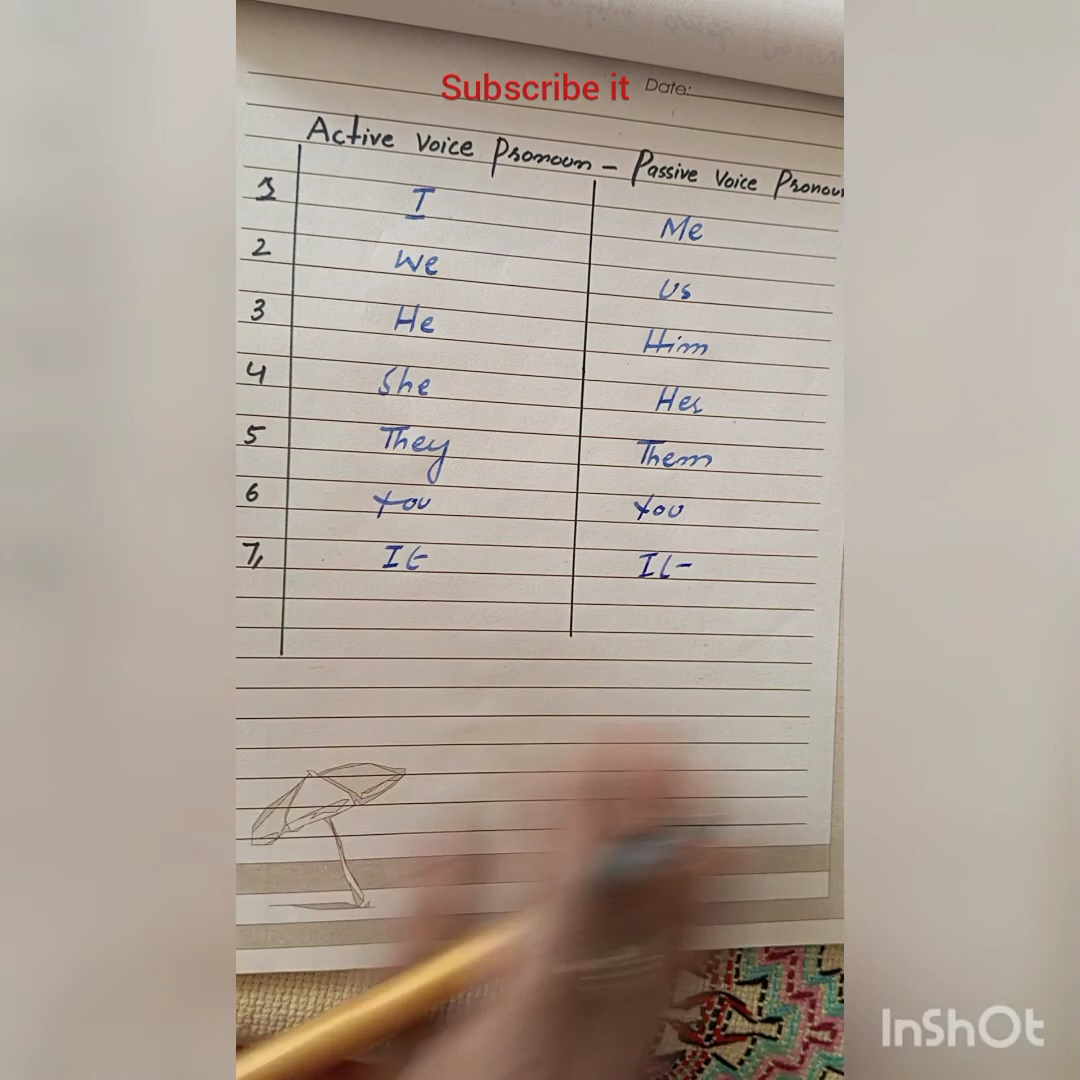 Subscribe it
Date:
Active Voice Pronoun - Passive Voice Pronoun
1 I Me
2 We Us
3 He Him
4 She Her
5 They Them
6 You You
7, It It
InShOt